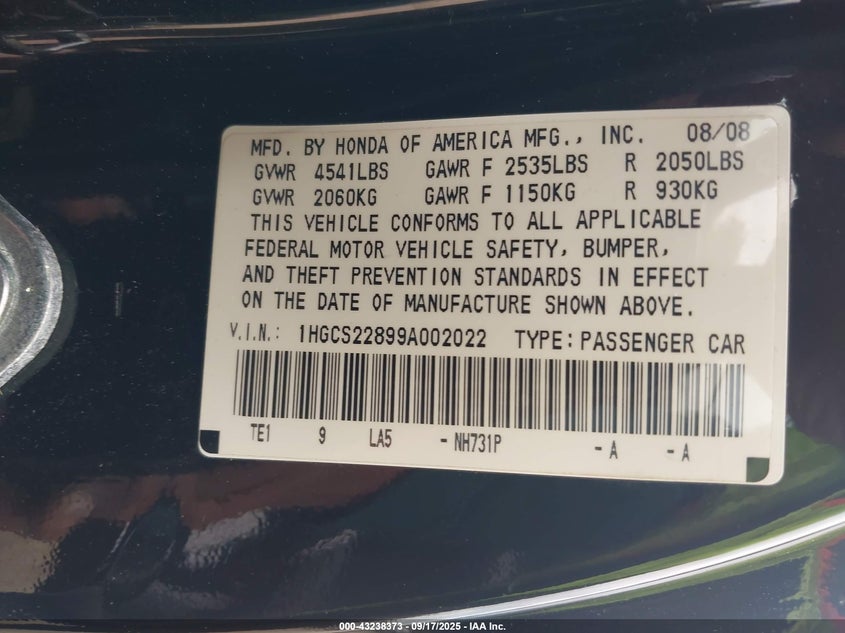 MFD. BY HONDA OF AMERICA MFG., INC. 08/08
GVWR 4541LBS GAWR F 2535LBS R 2050LBS
GVWR 2060KG GAWR F 1150KG R 930KG
THIS VEHICLE CONFORMS TO ALL APPLICABLE
FEDERAL MOTOR VEHICLE SAFETY, BUMPER,
AND THEFT PREVENTION STANDARDS IN EFFECT
ON THE DATE OF MANUFACTURE SHOWN ABOVE.
V.I.N.: 1HGCS22899A002022 TYPE: PASSENGER CAR
TE1 9 LA5 - NH731P - A - A
000-43238373 - 09/17/2025 - IAA Inc.